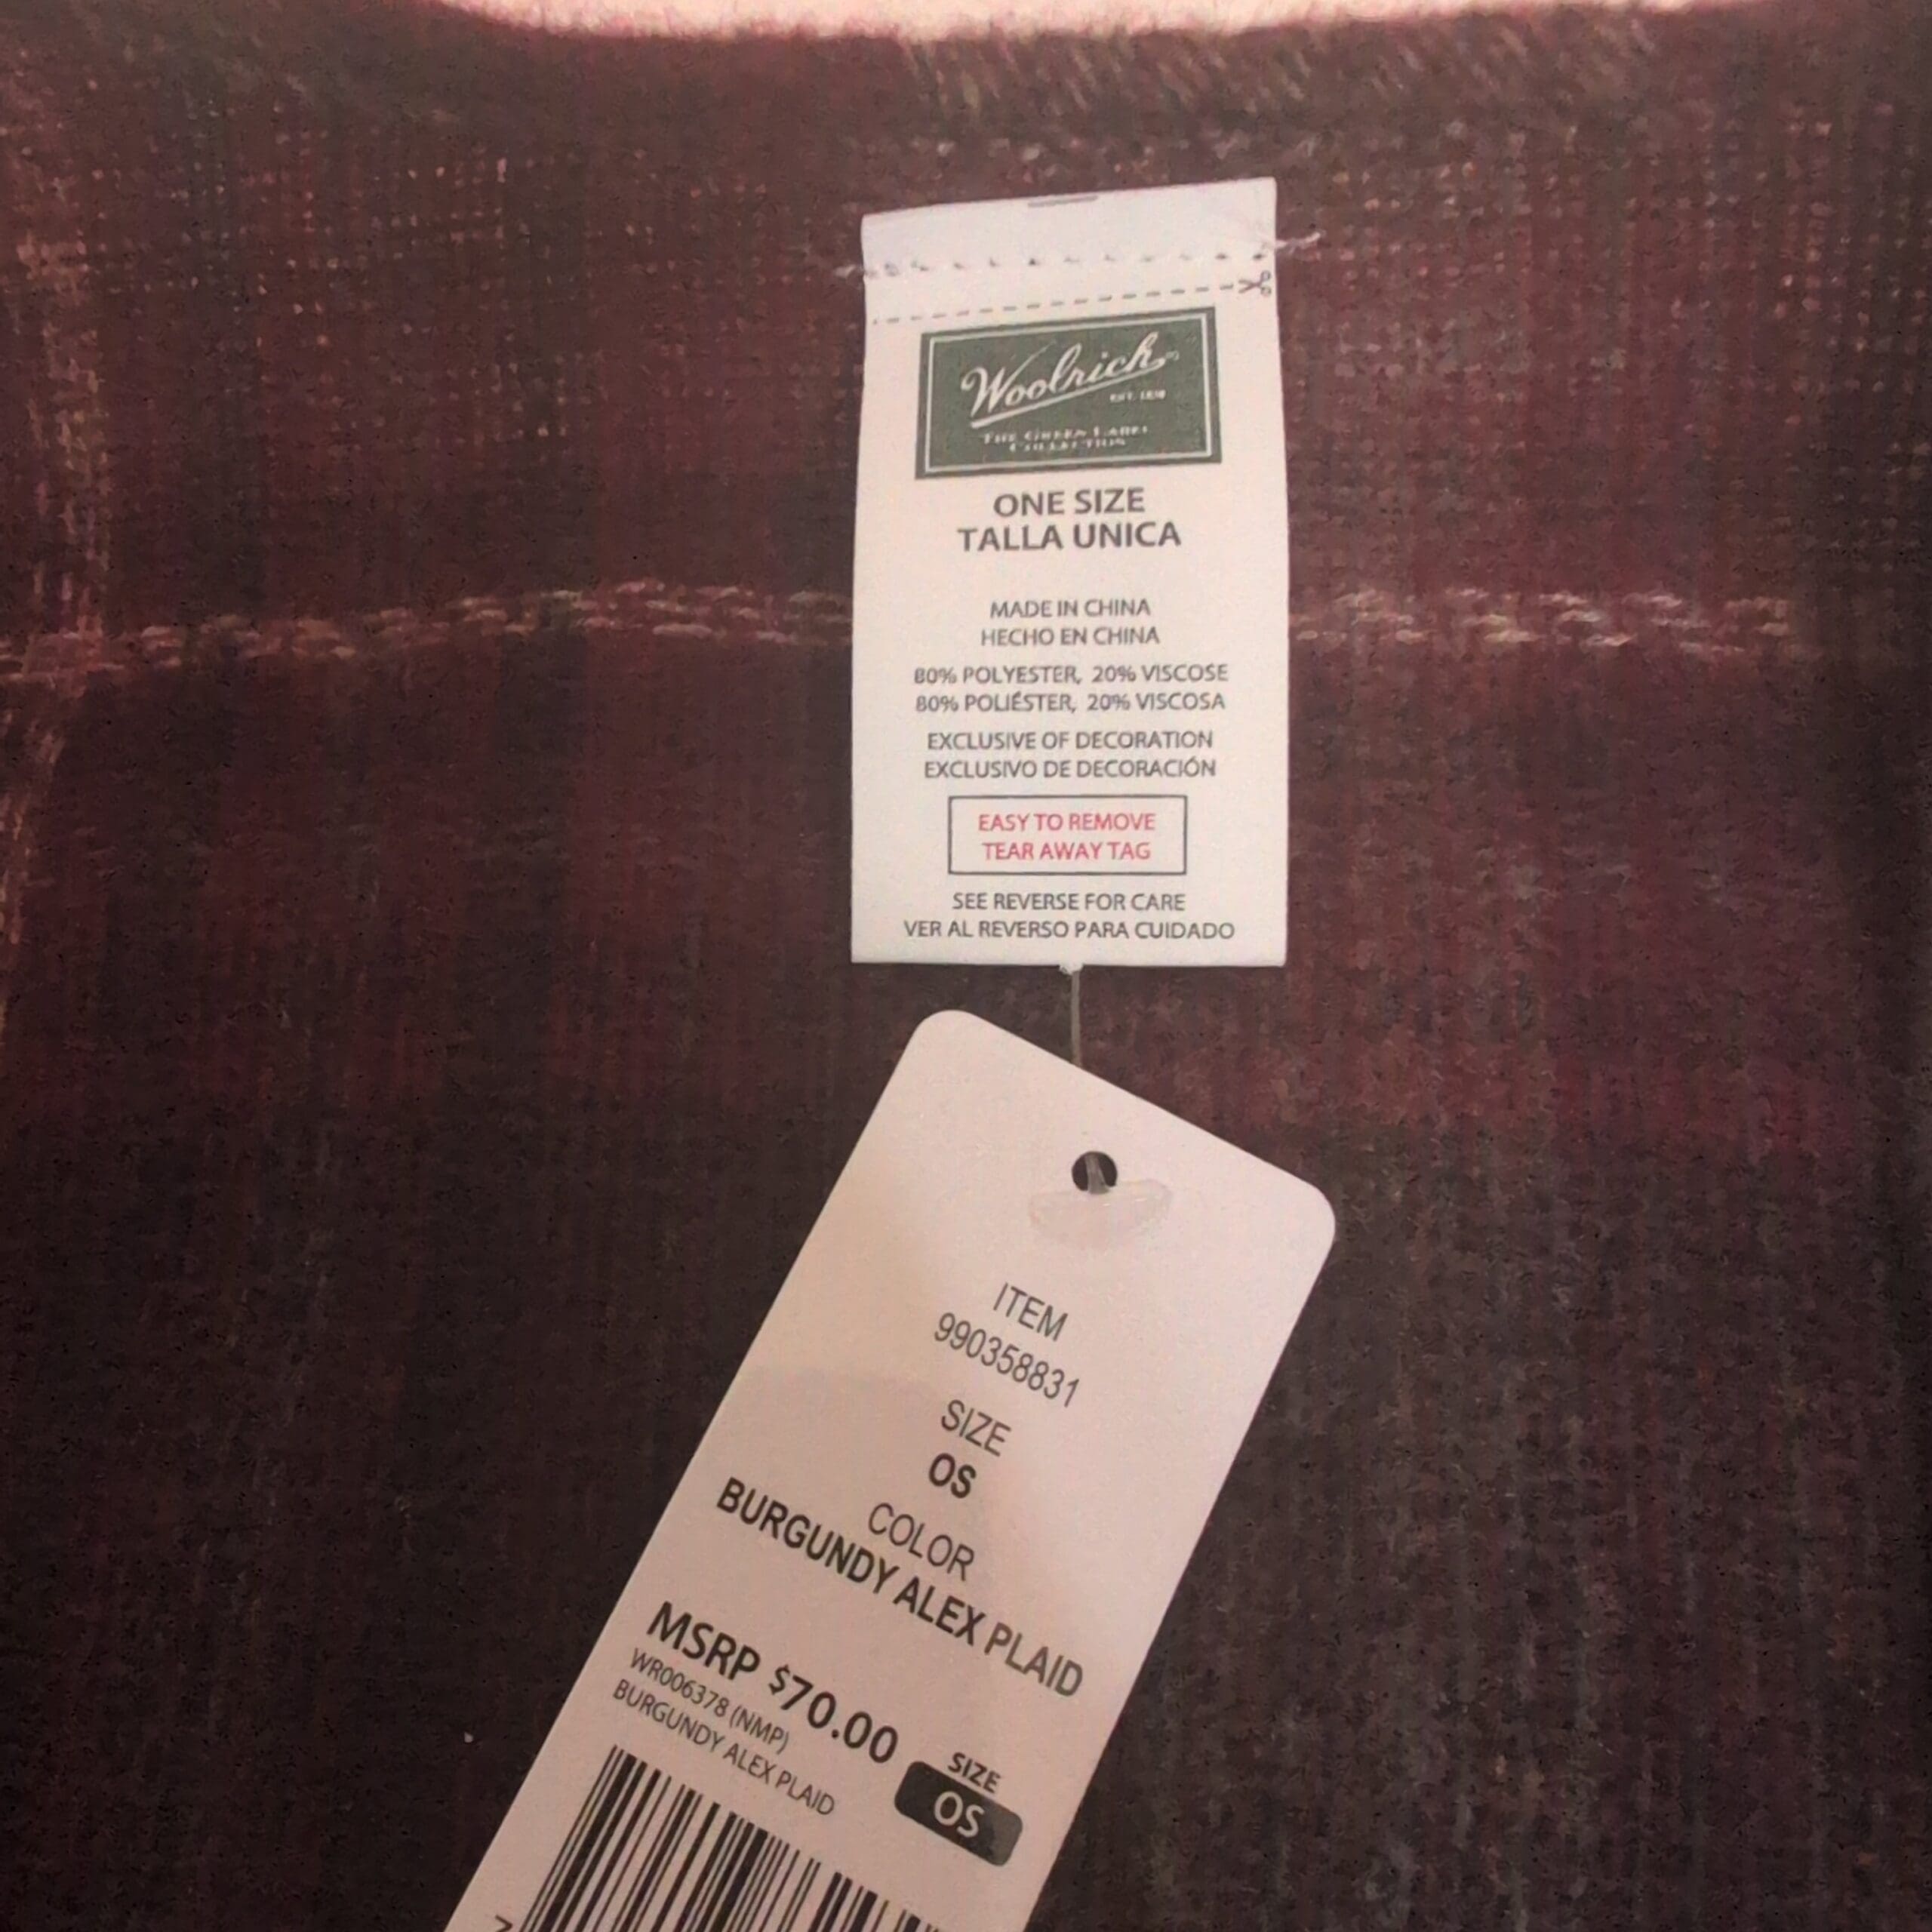 Woolrich®
EST. 1830
THE GREEN LABEL
COLLECTION
ONE SIZE
TALLA UNICA
MADE IN CHINA
HECHO EN CHINA
80% POLYESTER, 20% VISCOSE
80% POLIÉSTER, 20% VISCOSA
EXCLUSIVE OF DECORATION
EXCLUSIVO DE DECORACIÓN
EASY TO REMOVE
TEAR AWAY TAG
SEE REVERSE FOR CARE
VER AL REVERSO PARA CUIDADO
ITEM
990358831
SIZE
OS
COLOR
BURGUNDY ALEX PLAID
MSRP $70.00
WR006378 (NMP)
BURGUNDY ALEX PLAID
SIZE
OS